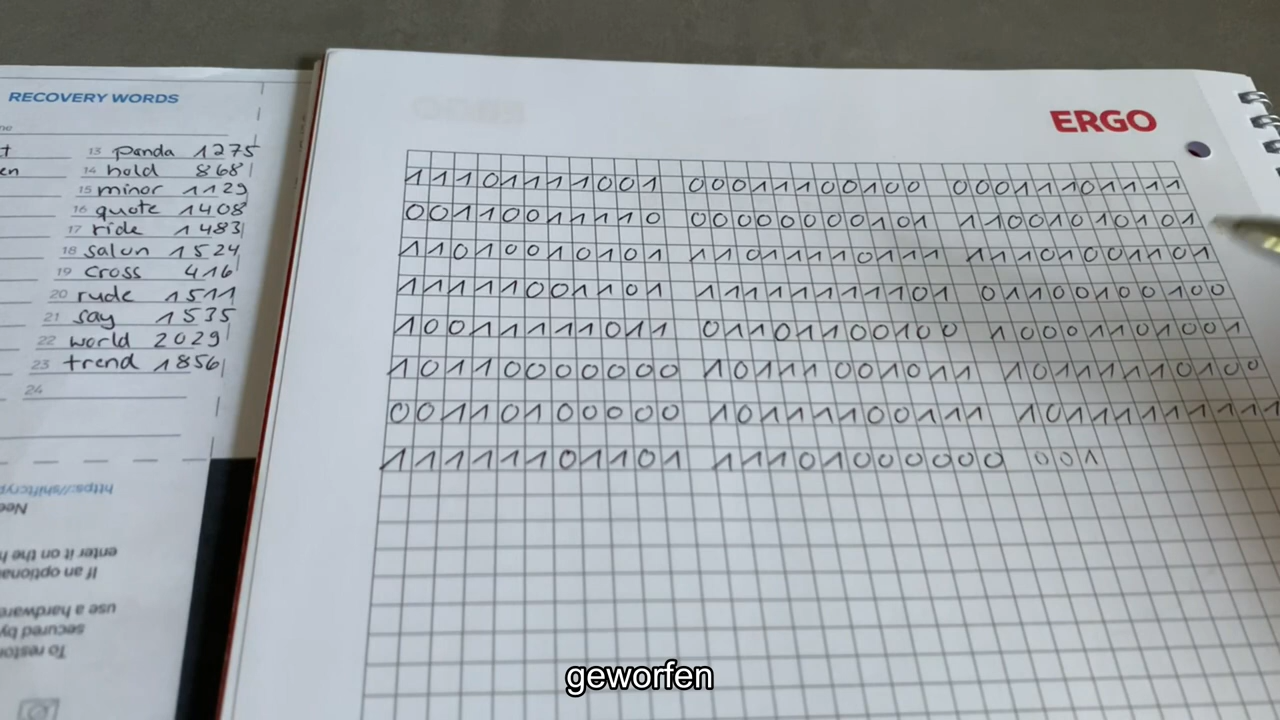 RECOVERY WORDS
13 panda 1275
14 hold 868
15 minor 1129
16 quote 1408
17 ride 1483
18 salon 1524
19 cross 416
20 rude 1511
21 say 1535
22 world 2029
23 trend 1856
24
https://shiftcryp
ERGO
11101111001 00011100100 00011101111
00110011110 00000000101 11001010101
11010010101 11011110111 11101001101
11111001101 11111111101 01100100100
10011111011 01101100100 10001101001
10110000000 10111001011 10111110100
00110100000 10111100111 10111111111
11111101101 11101000000 001
geworfen